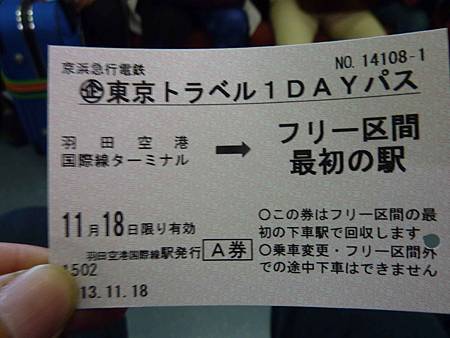 京浜急行電鉄
NO. 14108-1
㊭東京トラベル1DAYパス
羽田空港
国際線ターミナル
➡
フリー区間
最初の駅
11月18日限り有効
羽田空港国際線駅発行
A券
1502
13.11.18
○この券はフリー区間の最
初の下車駅で回収します
○乗車変更・フリー区間外
での途中下車はできません